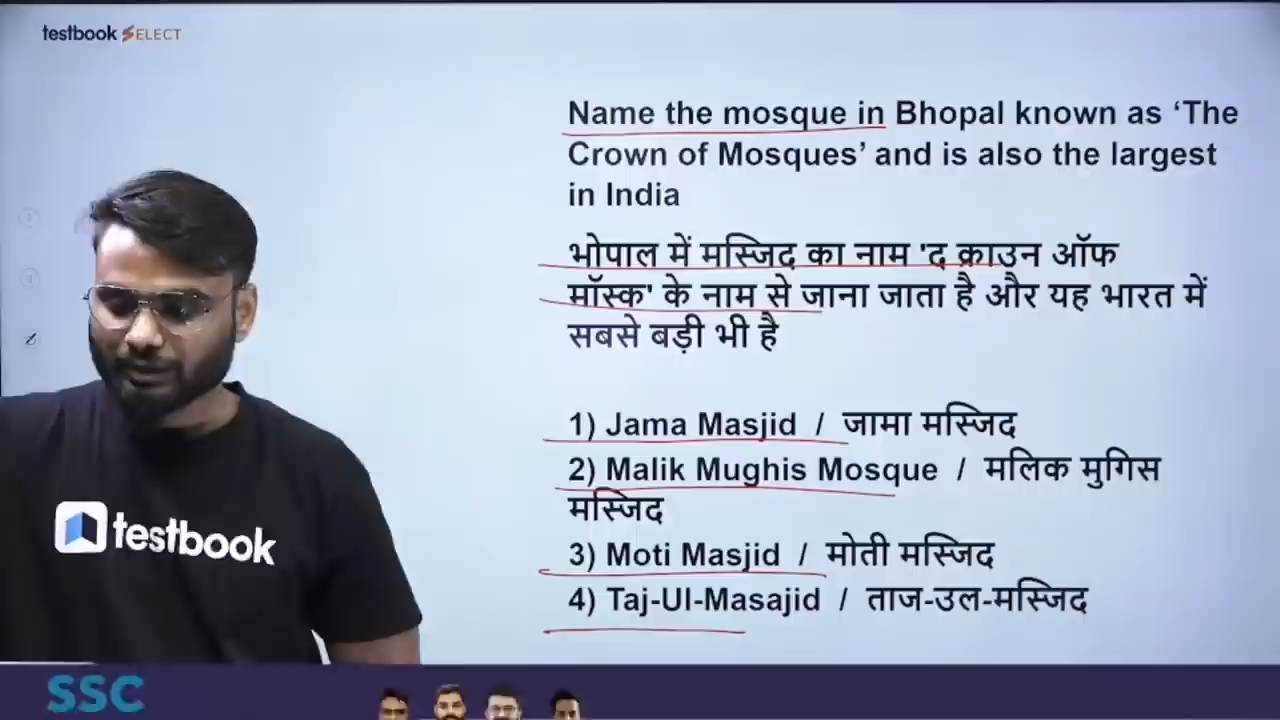 testbook SELECT
Name the mosque in Bhopal known as ‘The
Crown of Mosques’ and is also the largest
in India
भोपाल में मस्जिद का नाम 'द क्राउन ऑफ
मॉस्क' के नाम से जाना जाता है और यह भारत में
सबसे बड़ी भी है
1) Jama Masjid / जामा मस्जिद
2) Malik Mughis Mosque / मलिक मुगिस
मस्जिद
3) Moti Masjid / मोती मस्जिद
4) Taj-Ul-Masajid / ताज-उल-मस्जिद
testbook
SSC